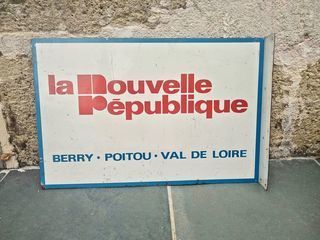 la nouvelle
république
BERRY • POITOU • VAL DE LOIRE